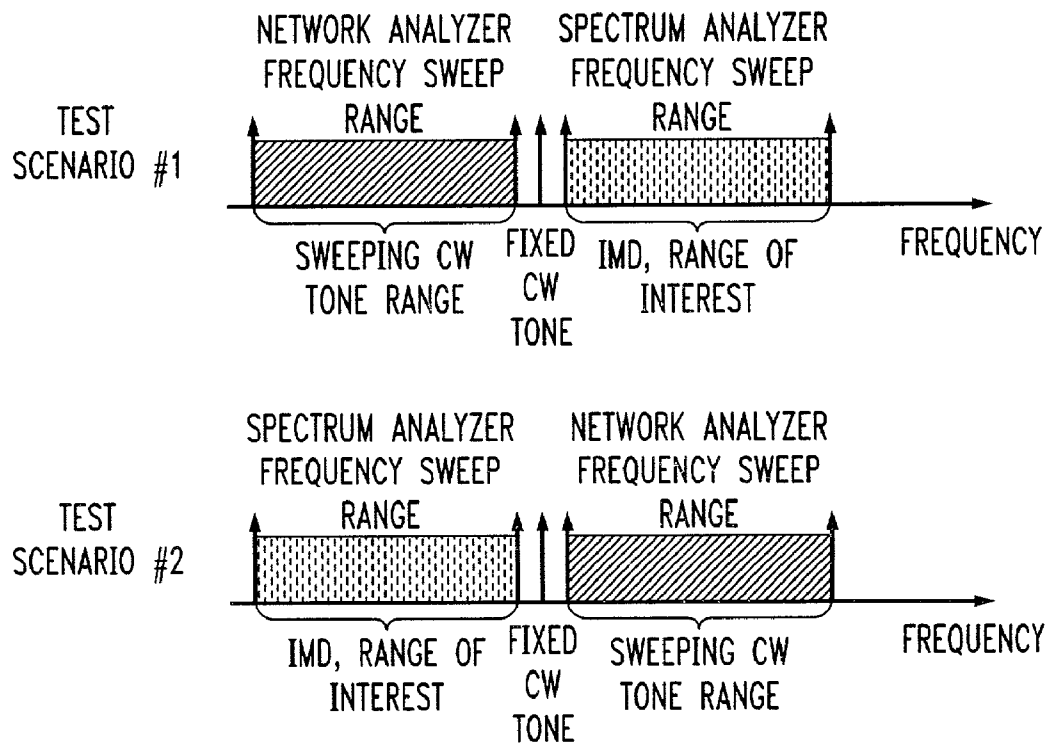 NETWORK ANALYZER
FREQUENCY SWEEP
RANGE
SPECTRUM ANALYZER
FREQUENCY SWEEP
RANGE
TEST
SCENARIO #1
SWEEPING CW
TONE RANGE
FIXED
CW
TONE
IMD, RANGE OF
INTEREST
FREQUENCY
SPECTRUM ANALYZER
FREQUENCY SWEEP
RANGE
NETWORK ANALYZER
FREQUENCY SWEEP
RANGE
TEST
SCENARIO #2
IMD, RANGE OF
INTEREST
FIXED
CW
TONE
SWEEPING CW
TONE RANGE
FREQUENCY